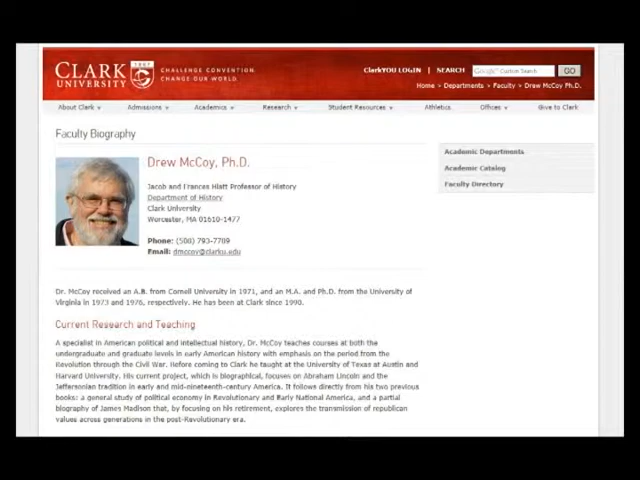 CLARK
UNIVERSITY
1887
CHALLENGE CONVENTION.
CHANGE OUR WORLD.
ClarkYOU LOGIN | SEARCH Google Custom Search GO
Home > Departments > Faculty > Drew McCoy Ph.D.
About Clark Admissions Academics Research Student Resources Athletics Offices Give to Clark
Faculty Biography
Drew McCoy, Ph.D.
Jacob and Frances Hiatt Professor of History
Department of History
Clark University
Worcester, MA 01610-1477
Phone: (508) 793-7789
Email: dmccoy@clarku.edu
Academic Departments
Academic Catalog
Faculty Directory
Dr. McCoy received an A.B. from Cornell University in 1971, and an M.A. and Ph.D. from the University of
Virginia in 1973 and 1976, respectively. He has been at Clark since 1990.
Current Research and Teaching
A specialist in American political and intellectual history, Dr. McCoy teaches courses at both the
undergraduate and graduate levels in early American history with emphasis on the period from the
Revolution through the Civil War. Before coming to Clark he taught at the University of Texas at Austin and
Harvard University. His current project, which is biographical, focuses on Abraham Lincoln and the
Jeffersonian tradition in early and mid-nineteenth-century America. It follows directly from his two previous
books: a general study of political economy in Revolutionary and Early National America, and a partial
biography of James Madison that, by focusing on his retirement, explores the transmission of republican
values across generations in the post-Revolutionary era.